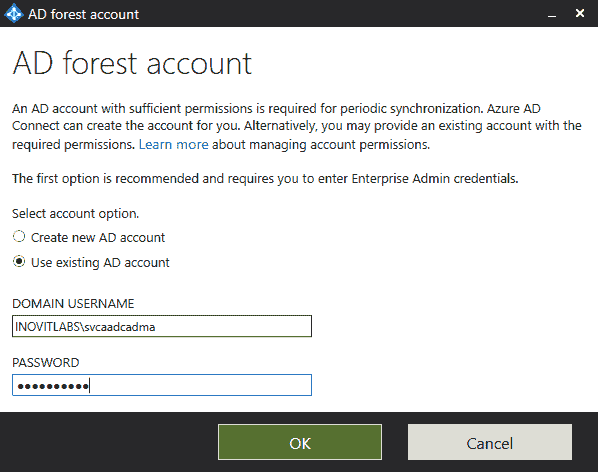 AD forest account
AD forest account
An AD account with sufficient permissions is required for periodic synchronization. Azure AD
Connect can create the account for you. Alternatively, you may provide an existing account with the
required permissions. Learn more about managing account permissions.
The first option is recommended and requires you to enter Enterprise Admin credentials.
Select account option.
Create new AD account
Use existing AD account
DOMAIN USERNAME
INOVITLABS\svcaadcadma
PASSWORD
●●●●●●●●●●
OK
Cancel